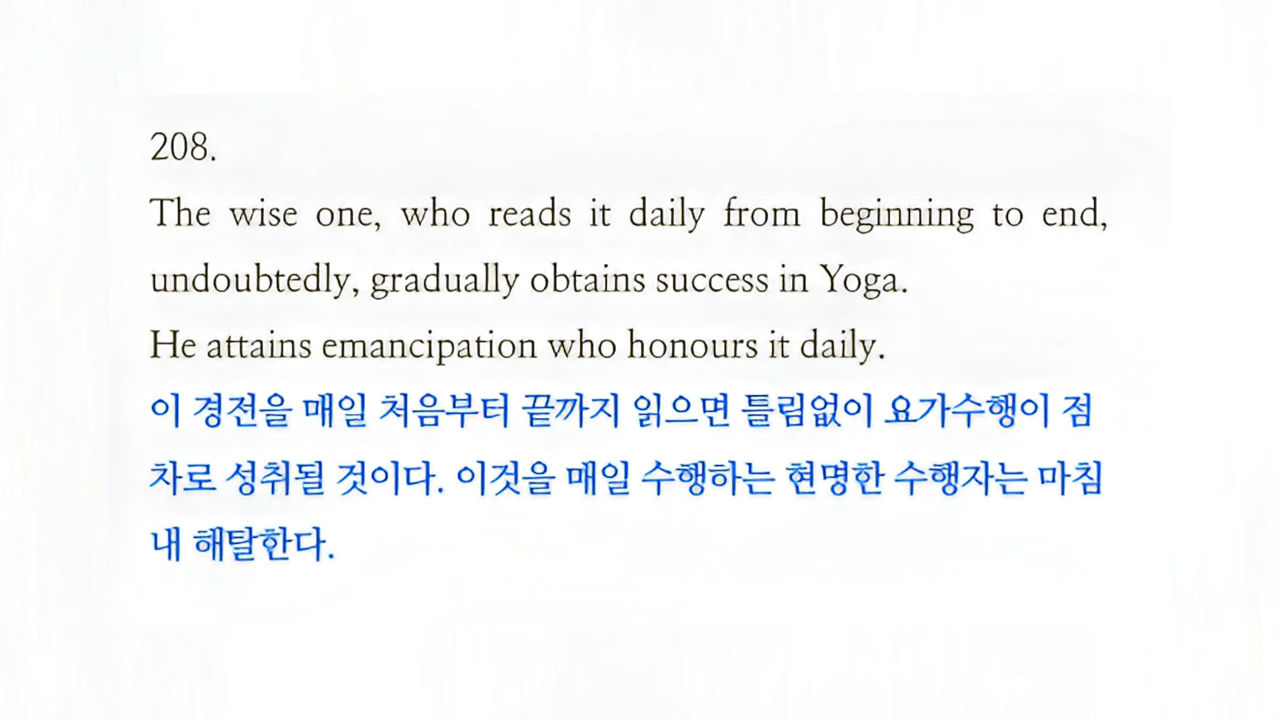 208.
The wise one, who reads it daily from beginning to end,
undoubtedly, gradually obtains success in Yoga.
He attains emancipation who honours it daily.
이 경전을 매일 처음부터 끝까지 읽으면 틀림없이 요가수행이 점
차로 성취될 것이다. 이것을 매일 수행하는 현명한 수행자는 마침
내 해탈한다.